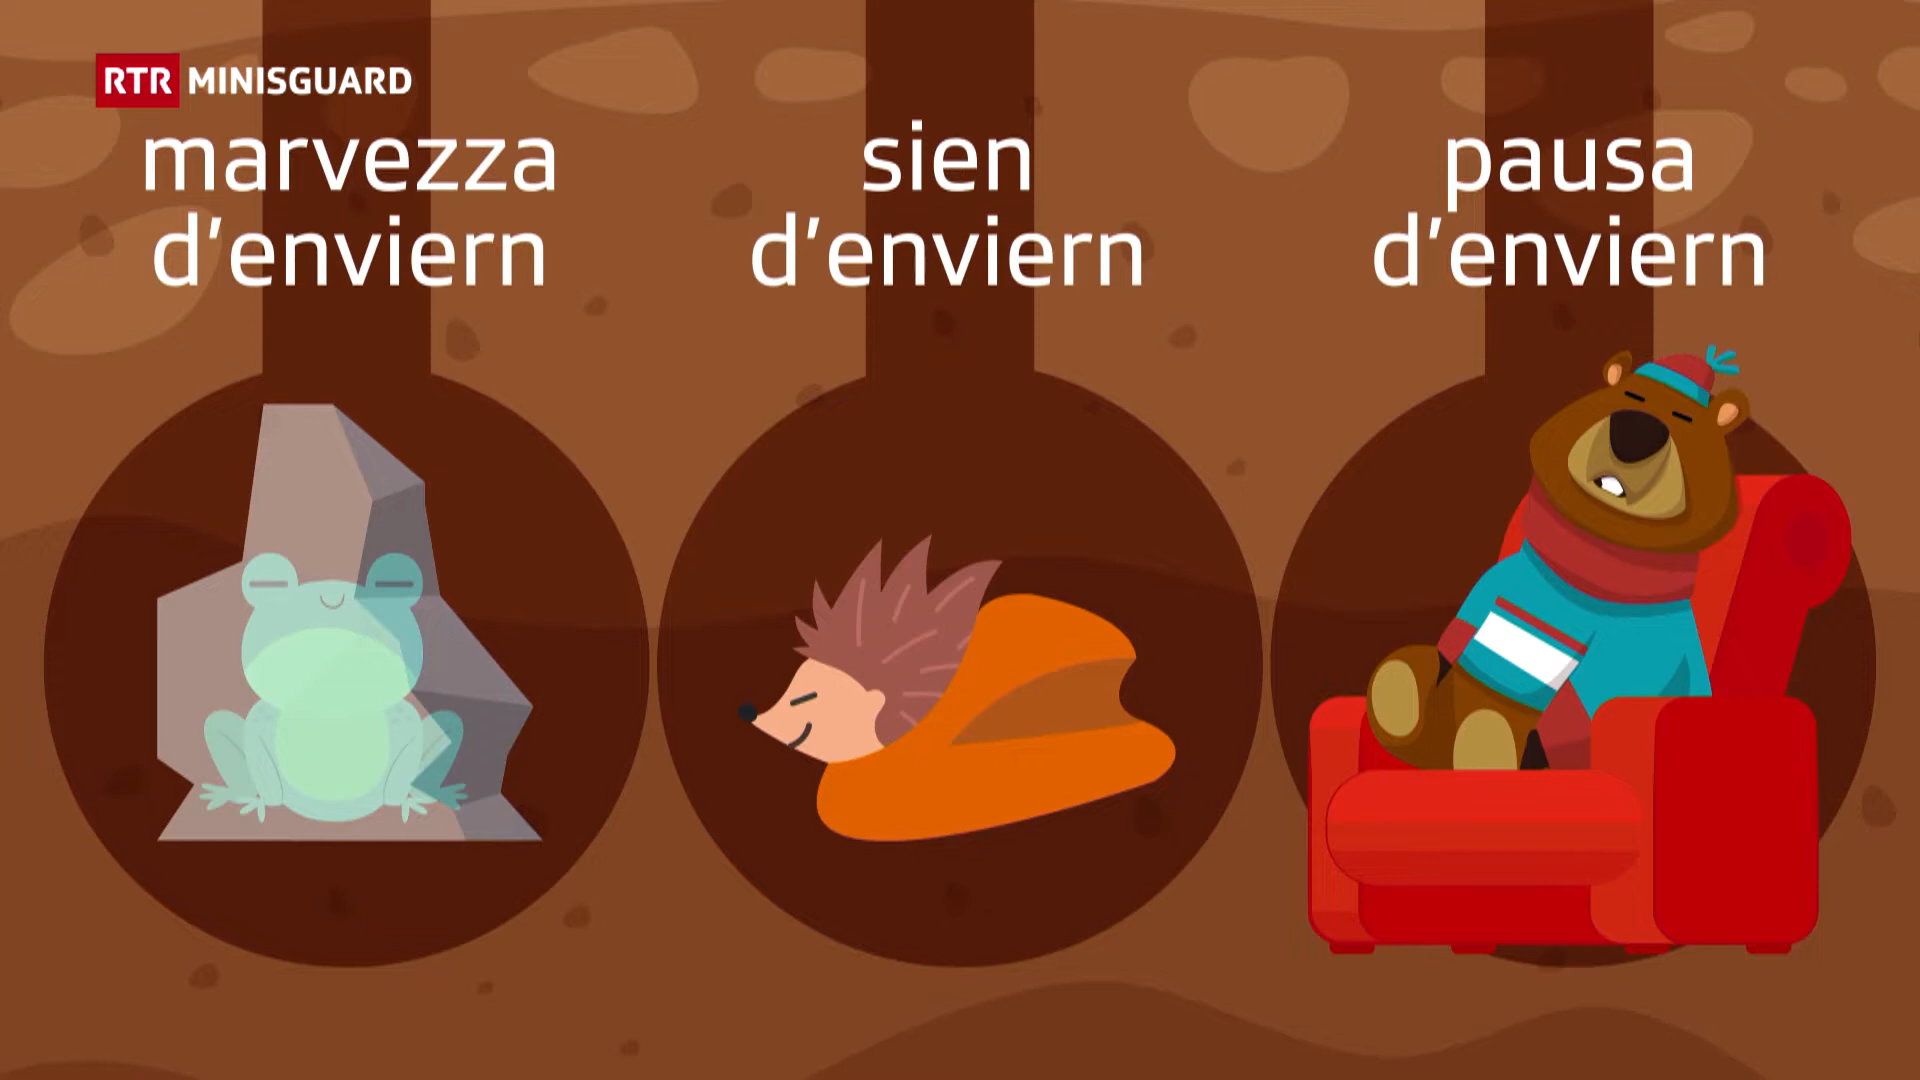 RTR MINISGUARD
marvezza
d'enviern
sien
d'enviern
pausa
d'enviern